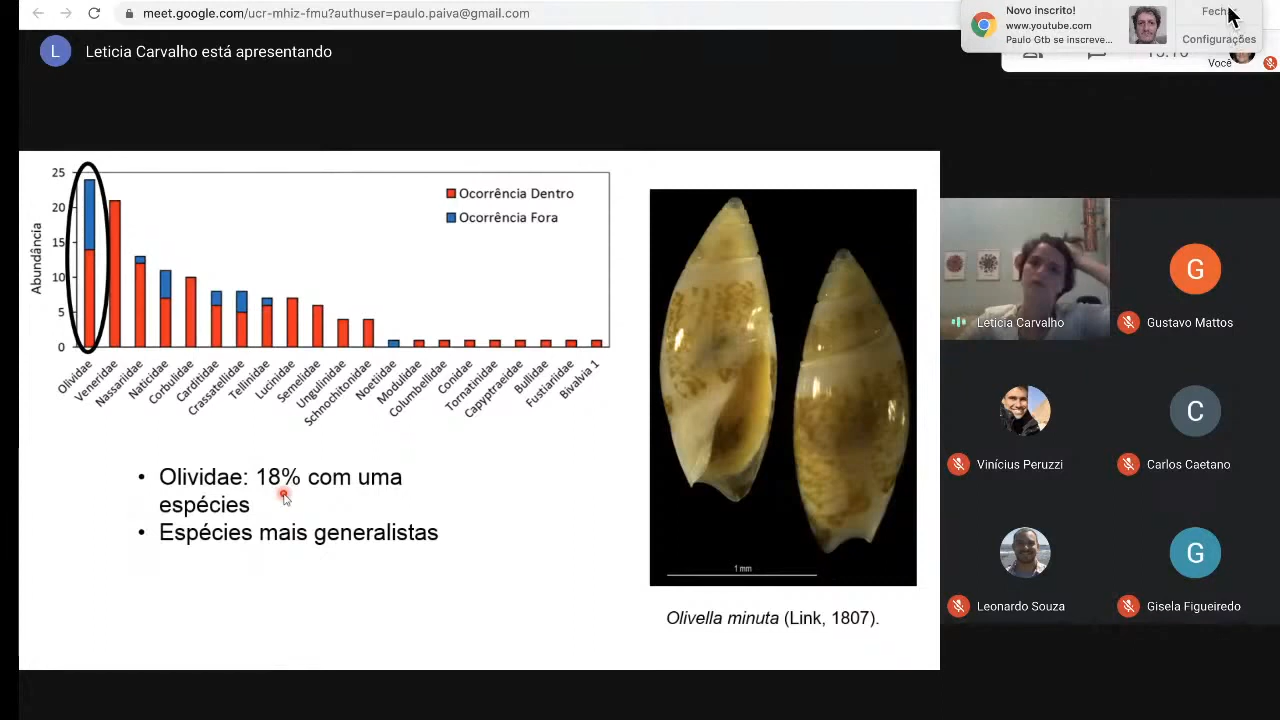 meet.google.com/ucr-mhiz-fmu?authuser=paulo.paiva@gmail.com
Novo inscrito!
www.youtube.com
Paulo Gtb se inscreve...
Configurações
L
Leticia Carvalho está apresentando
Você
25
20
15
10
5
0
Abundância
Ocorrência Dentro
Ocorrência Fora
Olividae
Veneridae
Nassariidae
Naticidae
Corbulidae
Carditidae
Crassatellidae
Tellinidae
Lucinidae
Semelidae
Ungulinidae
Schnochitonidae
Noetiidae
Modulidae
Columbellidae
Conidae
Tornatinidae
Capyptraeidae
Bullidae
Fustiariidae
Bivalvia 1
• Olividae: 18% com uma
espécies
• Espécies mais generalistas
1 mm
Olivella minuta (Link, 1807).
Leticia Carvalho
G
Gustavo Mattos
Vinícius Peruzzi
C
Carlos Caetano
Leonardo Souza
G
Gisela Figueiredo